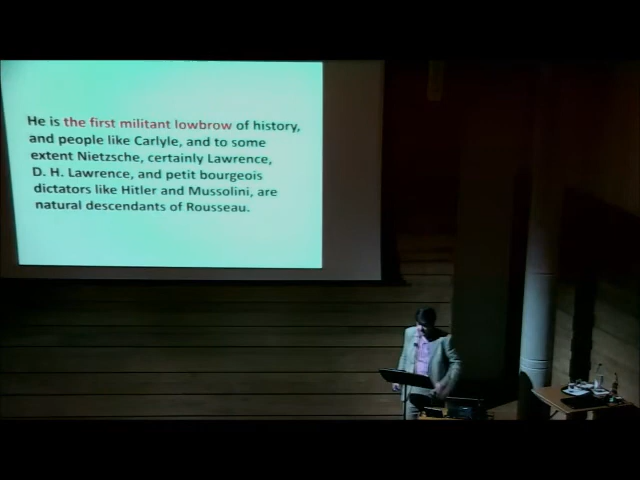 He is the first militant lowbrow of history,
and people like Carlyle, and to some
extent Nietzsche, certainly Lawrence,
D. H. Lawrence, and petit bourgeois
dictators like Hitler and Mussolini, are
natural descendants of Rousseau.